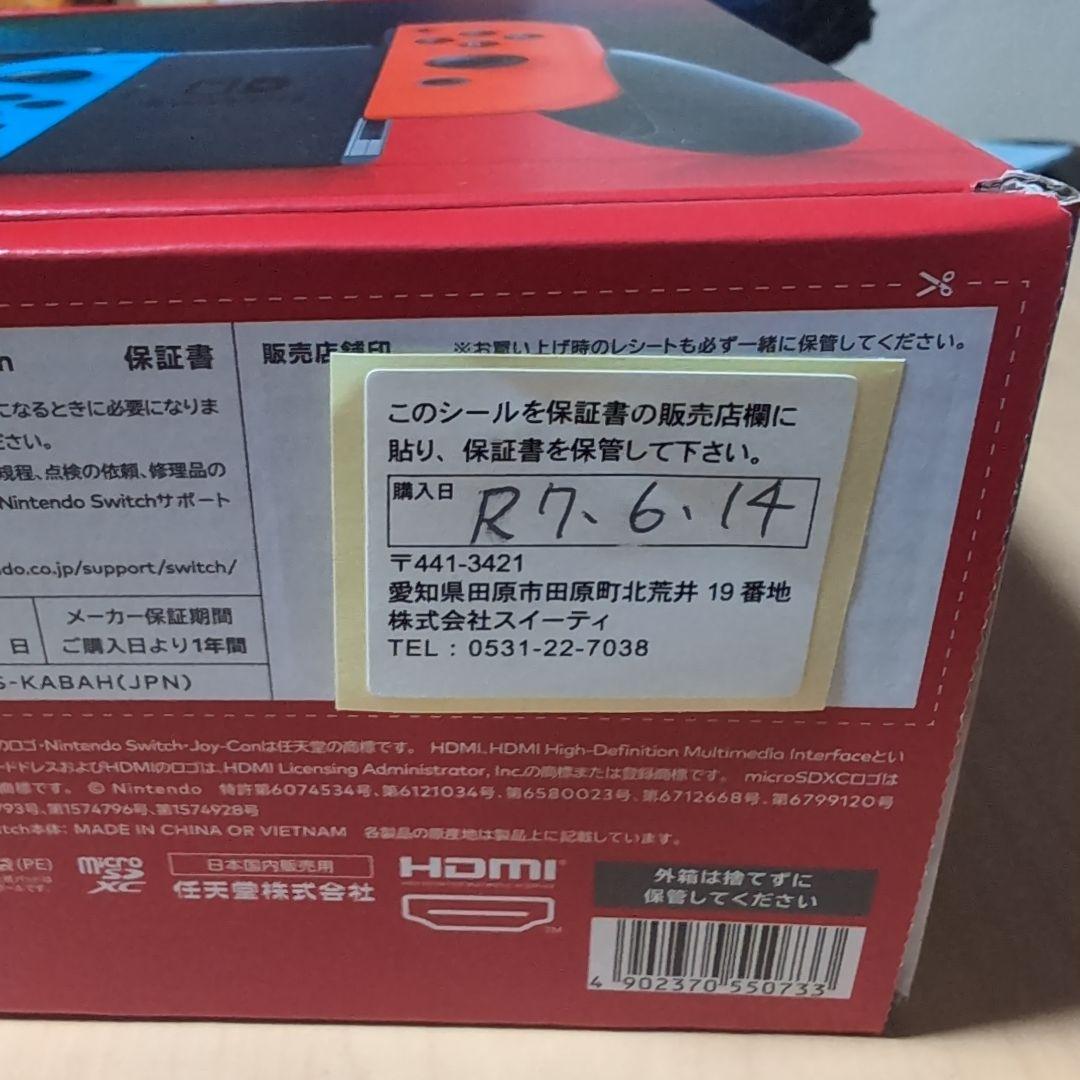 保証書
販売店舗印
※お買い上げ時のレシートも必ず一緒に保管してください。
になるときに必要になりま
ださい。
規程、点検の依頼、修理品の
Nintendo Switchサポート
do.co.jp/support/switch/
メーカー保証期間
日 ご購入日より1年間
S-KABAH(JPN)
このシールを保証書の販売店欄に
貼り、保証書を保管して下さい。
購入日 R7、6、14
〒441-3421
愛知県田原市田原町北荒井 19 番地
株式会社スイーティ
TEL : 0531-22-7038
のロゴ・Nintendo Switch・Joy-Conは任天堂の商標です。 HDMI、HDMI High-Definition Multimedia Interfaceとい
ードドレスおよびHDMIのロゴは、HDMI Licensing Administrator, Inc.の商標または登録商標です。 microSDXCロゴは
商標です。 © Nintendo 特許第6074534号、第6121034号、第6580023号、第6712668号、第6799120号
793号、第1574796号、第1574928号
itch本体: MADE IN CHINA OR VIETNAM 各製品の原産地は製品上に記載しています。
袋(PE)
micro SD XC
日本国内販売用
任天堂株式会社
HDMI
TM
外箱は捨てずに
保管してください
4 902370 550733